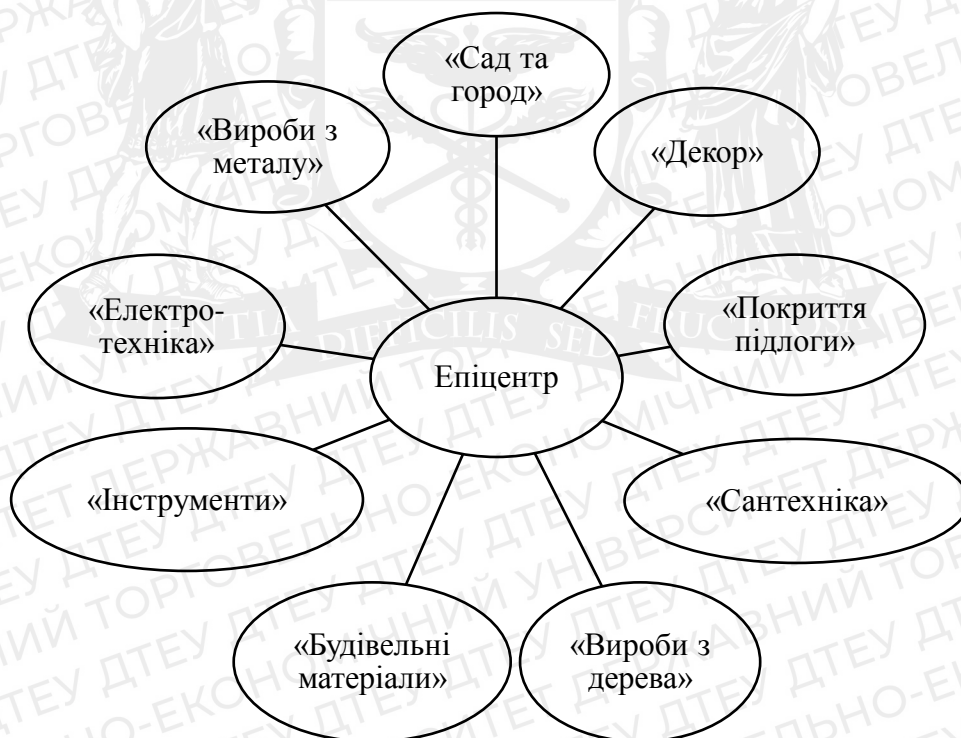 «Сад та
город»
«Вироби з
металу»
«Декор»
«Електро-
техніка»
«Покриття
підлоги»
Епіцентр
«Інструменти»
«Сантехніка»
«Будівельні
матеріали»
«Вироби з
дерева»